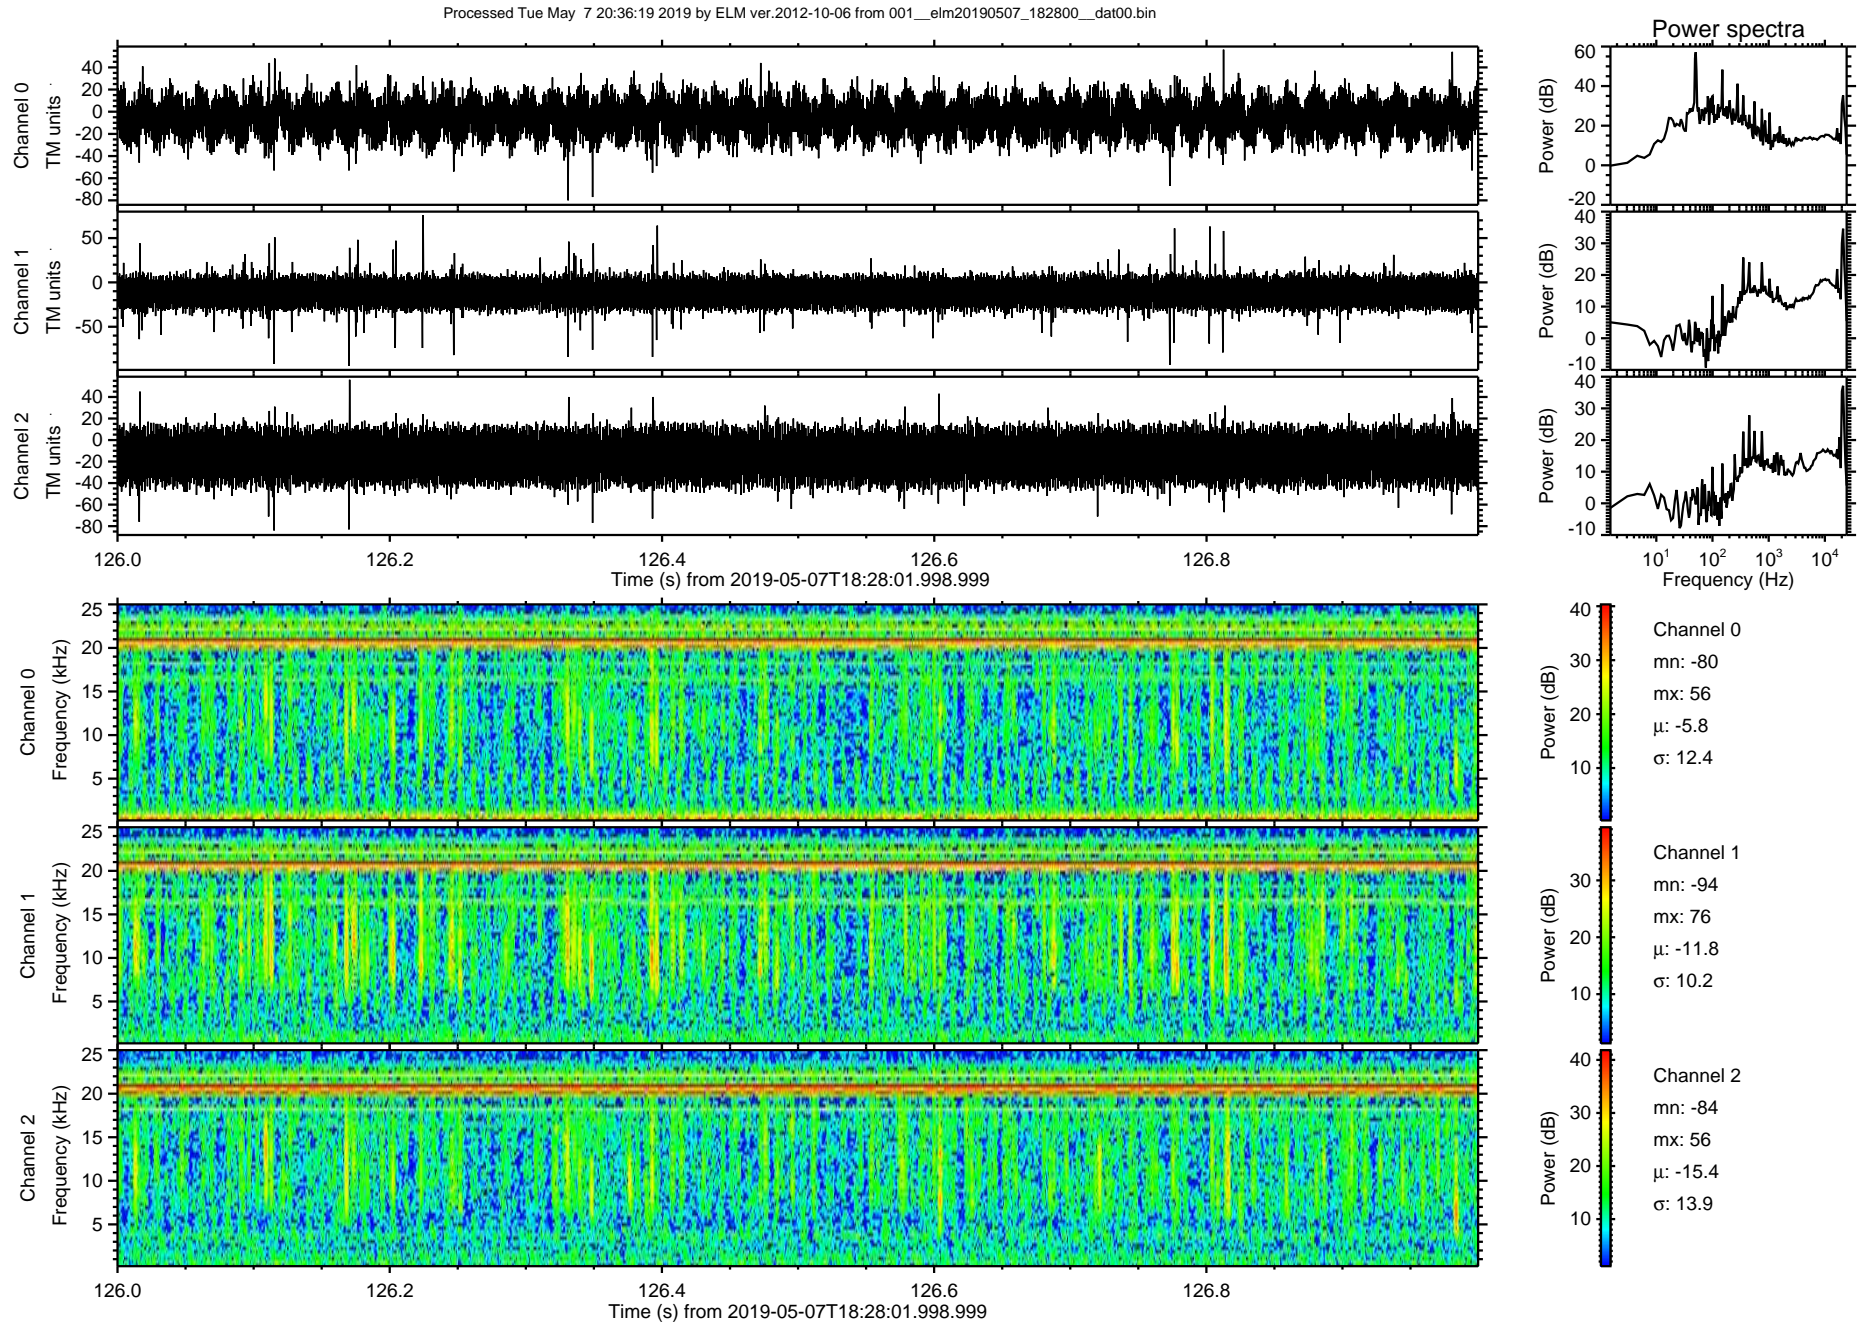 Processed Tue May  7 20:36:19 2019 by ELM ver.2012-10-06 from 001__elm20190507_182800__dat00.bin
Power spectra
Channel 0
TM units
40
20
0
-20
-40
-60
-80
Power (dB)
60
40
20
0
-20
Channel 1
TM units
50
0
-50
Power (dB)
40
30
20
10
0
-10
Channel 2
TM units
40
20
0
-20
-40
-60
-80
Power (dB)
40
30
20
10
0
-10
126.0 126.2 126.4 126.6 126.8
Time (s) from 2019-05-07T18:28:01.998.999
10^1 10^2 10^3 10^4
Frequency (Hz)
Channel 0
Frequency (kHz)
25
20
15
10
5
Power (dB)
40
30
20
10
Channel 0
mn: -80
mx: 56
μ: -5.8
σ: 12.4
Channel 1
Frequency (kHz)
25
20
15
10
5
Power (dB)
30
20
10
Channel 1
mn: -94
mx: 76
μ: -11.8
σ: 10.2
Channel 2
Frequency (kHz)
25
20
15
10
5
Power (dB)
40
30
20
10
Channel 2
mn: -84
mx: 56
μ: -15.4
σ: 13.9
126.0 126.2 126.4 126.6 126.8
Time (s) from 2019-05-07T18:28:01.998.999